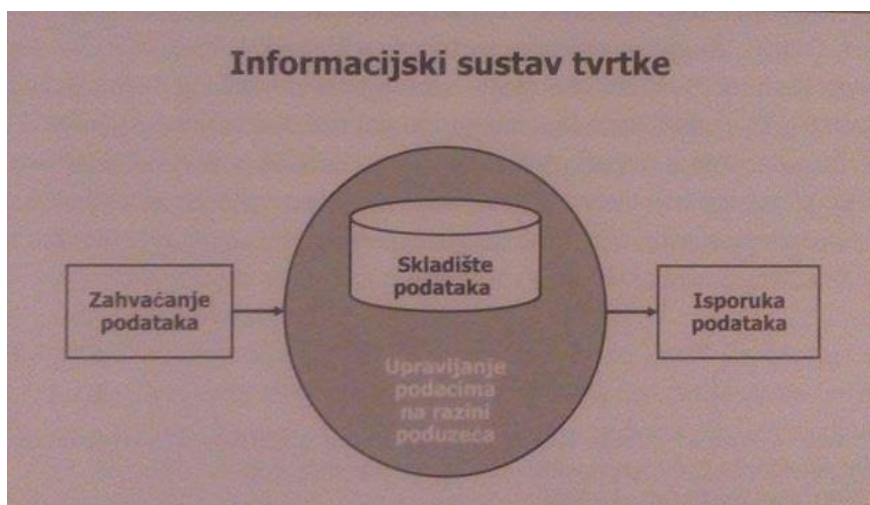 Informacijski sustav tvrtke
Skladište
podataka
Zahvaćanje
podataka
Isporuka
podataka
Upravljanje
podacima
na razini
poduzeća